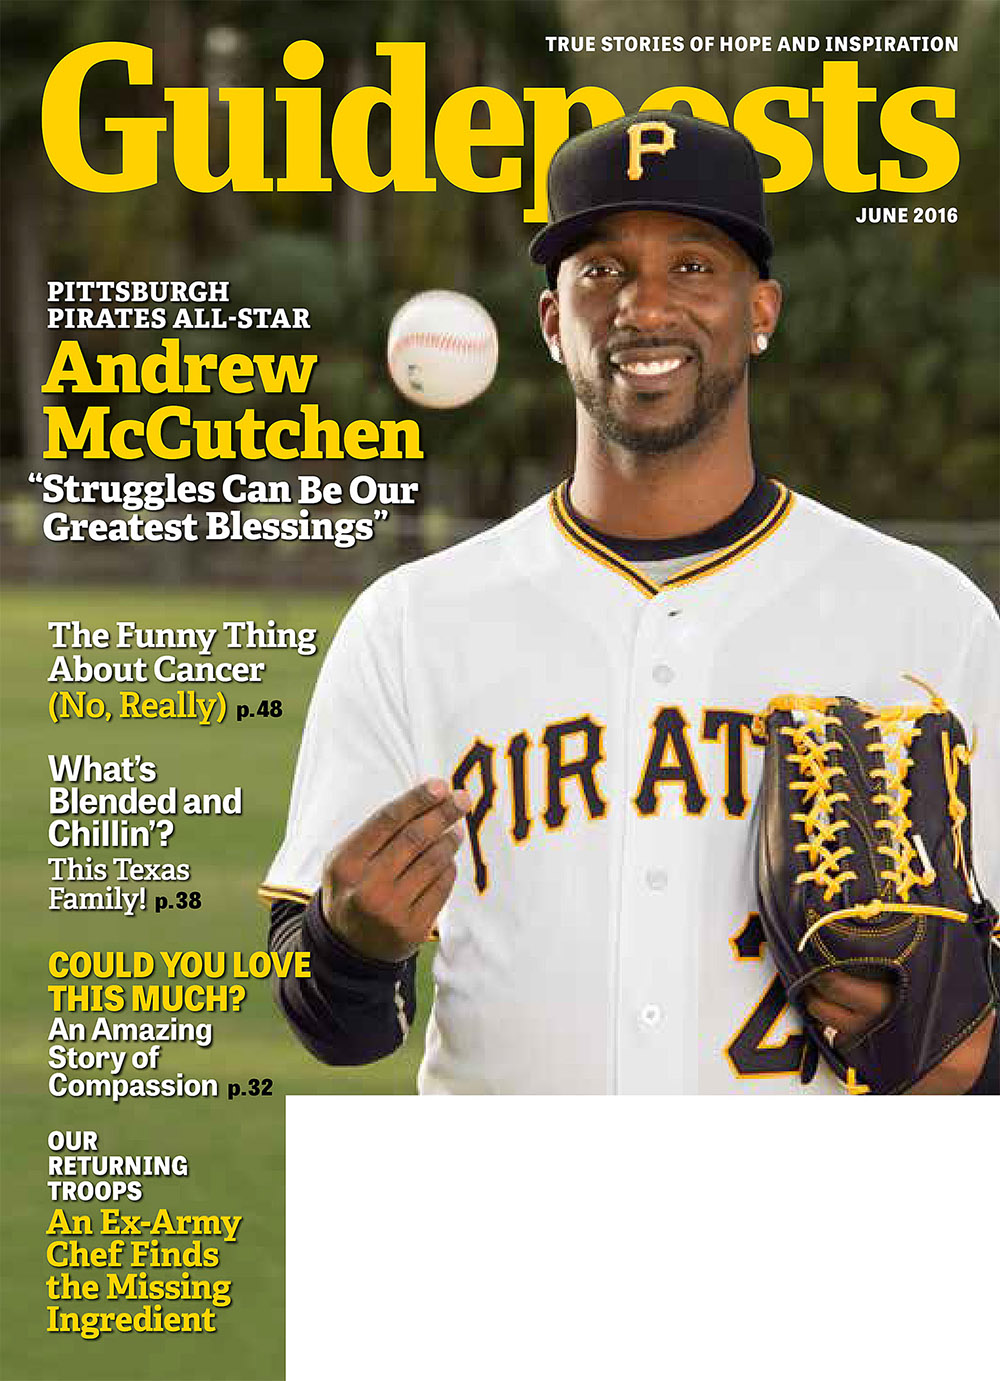 TRUE STORIES OF HOPE AND INSPIRATION
Guideposts
JUNE 2016
P
PITTSBURGH
PIRATES ALL-STAR
Andrew
McCutchen
“Struggles Can Be Our
Greatest Blessings”
The Funny Thing
About Cancer
(No, Really) p.48
What’s
Blended and
Chillin’?
This Texas
Family! p.38
COULD YOU LOVE
THIS MUCH?
An Amazing
Story of
Compassion p.32
OUR
RETURNING
TROOPS
An Ex-Army
Chef Finds
the Missing
Ingredient
PIRAT
2